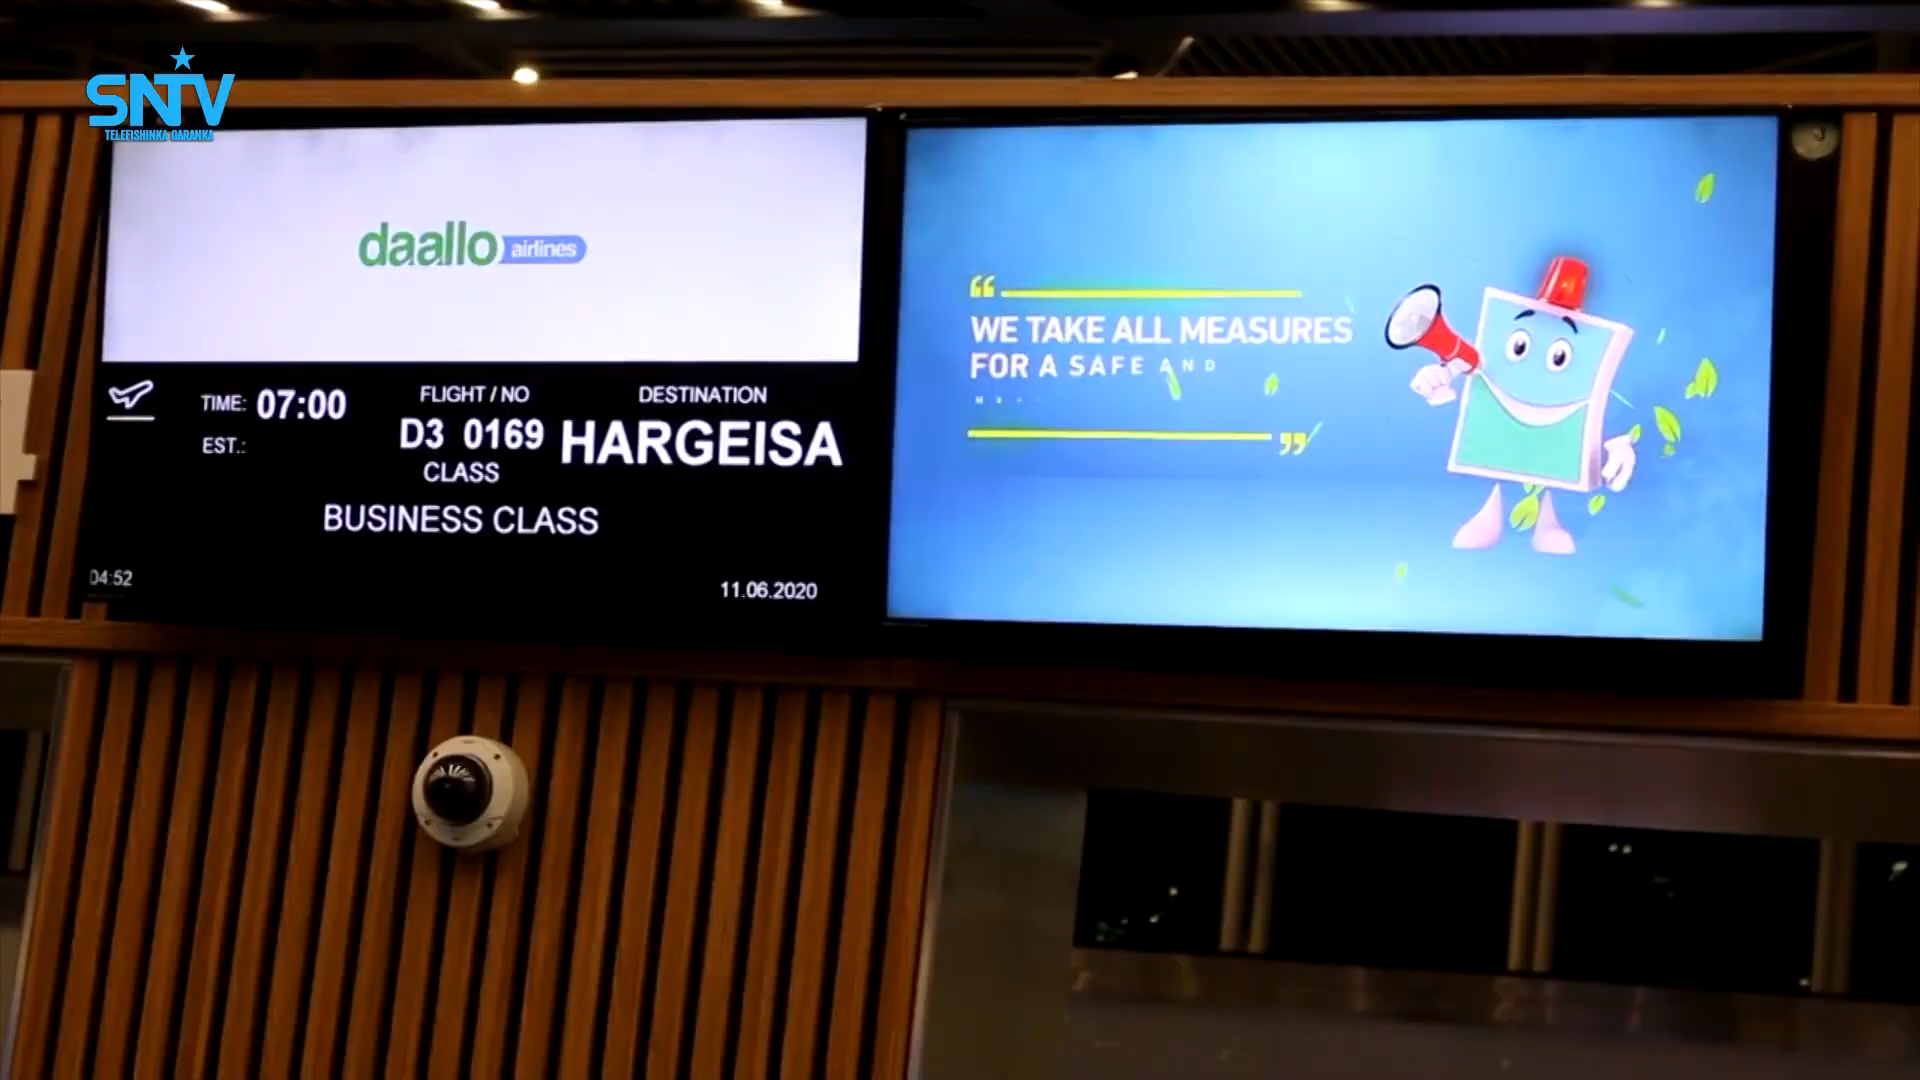 SNTV
TELEFISHINKA QARANKA
daallo airlines
TIME: 07:00
EST.:
FLIGHT / NO
D3 0169
DESTINATION
HARGEISA
CLASS
BUSINESS CLASS
04:52
11.06.2020
“
WE TAKE ALL MEASURES
FOR A SAFE AND
”